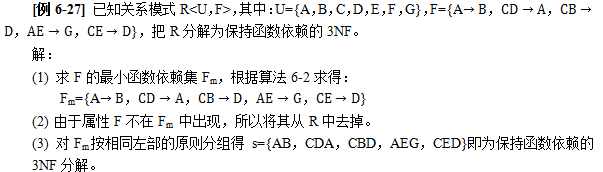 [例 6-27] 已知关系模式 R<U,F>,其中:U={A,B,C,D,E,F,G},F={A→B, CD→A, CB→
D, AE→G, CE→D},把 R 分解为保持函数依赖的 3NF。
解:
(1) 求 F 的最小函数依赖集 Fm,根据算法 6-2 求得:
Fm={A→B, CD→A, CB→D, AE→G, CE→D}
(2) 由于属性 F 不在 Fm 中出现,所以将其从 R 中去掉。
(3) 对 Fm按相同左部的原则分组得 s={AB, CDA, CBD, AEG, CED}即为保持函数依赖的
3NF 分解。